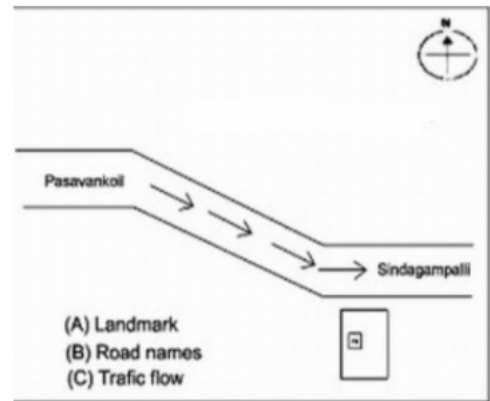 N
Pasavankoil
Sindagampalli
(A) Landmark
(B) Road names
(C) Trafic flow